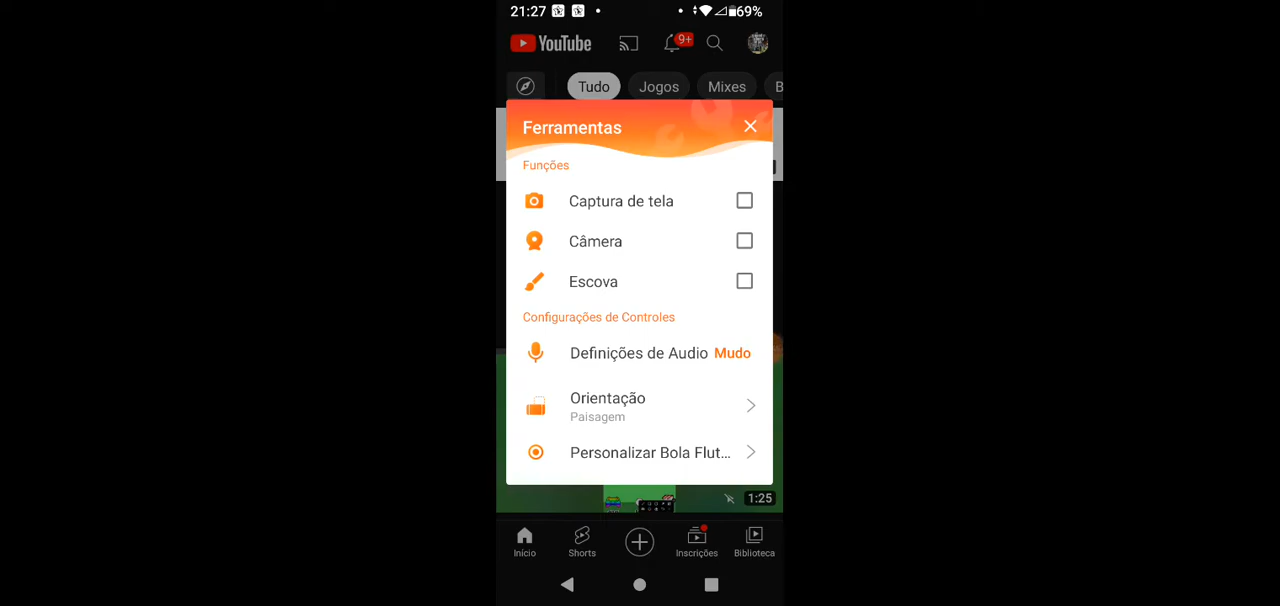 21:27 69%
YouTube 9+
Tudo Jogos Mixes B
Ferramentas
Funções
Captura de tela
Câmera
Escova
Configurações de Controles
Definições de Audio Mudo
Orientação
Paisagem
Personalizar Bola Flut...
1:25
Início Shorts Inscrições Biblioteca